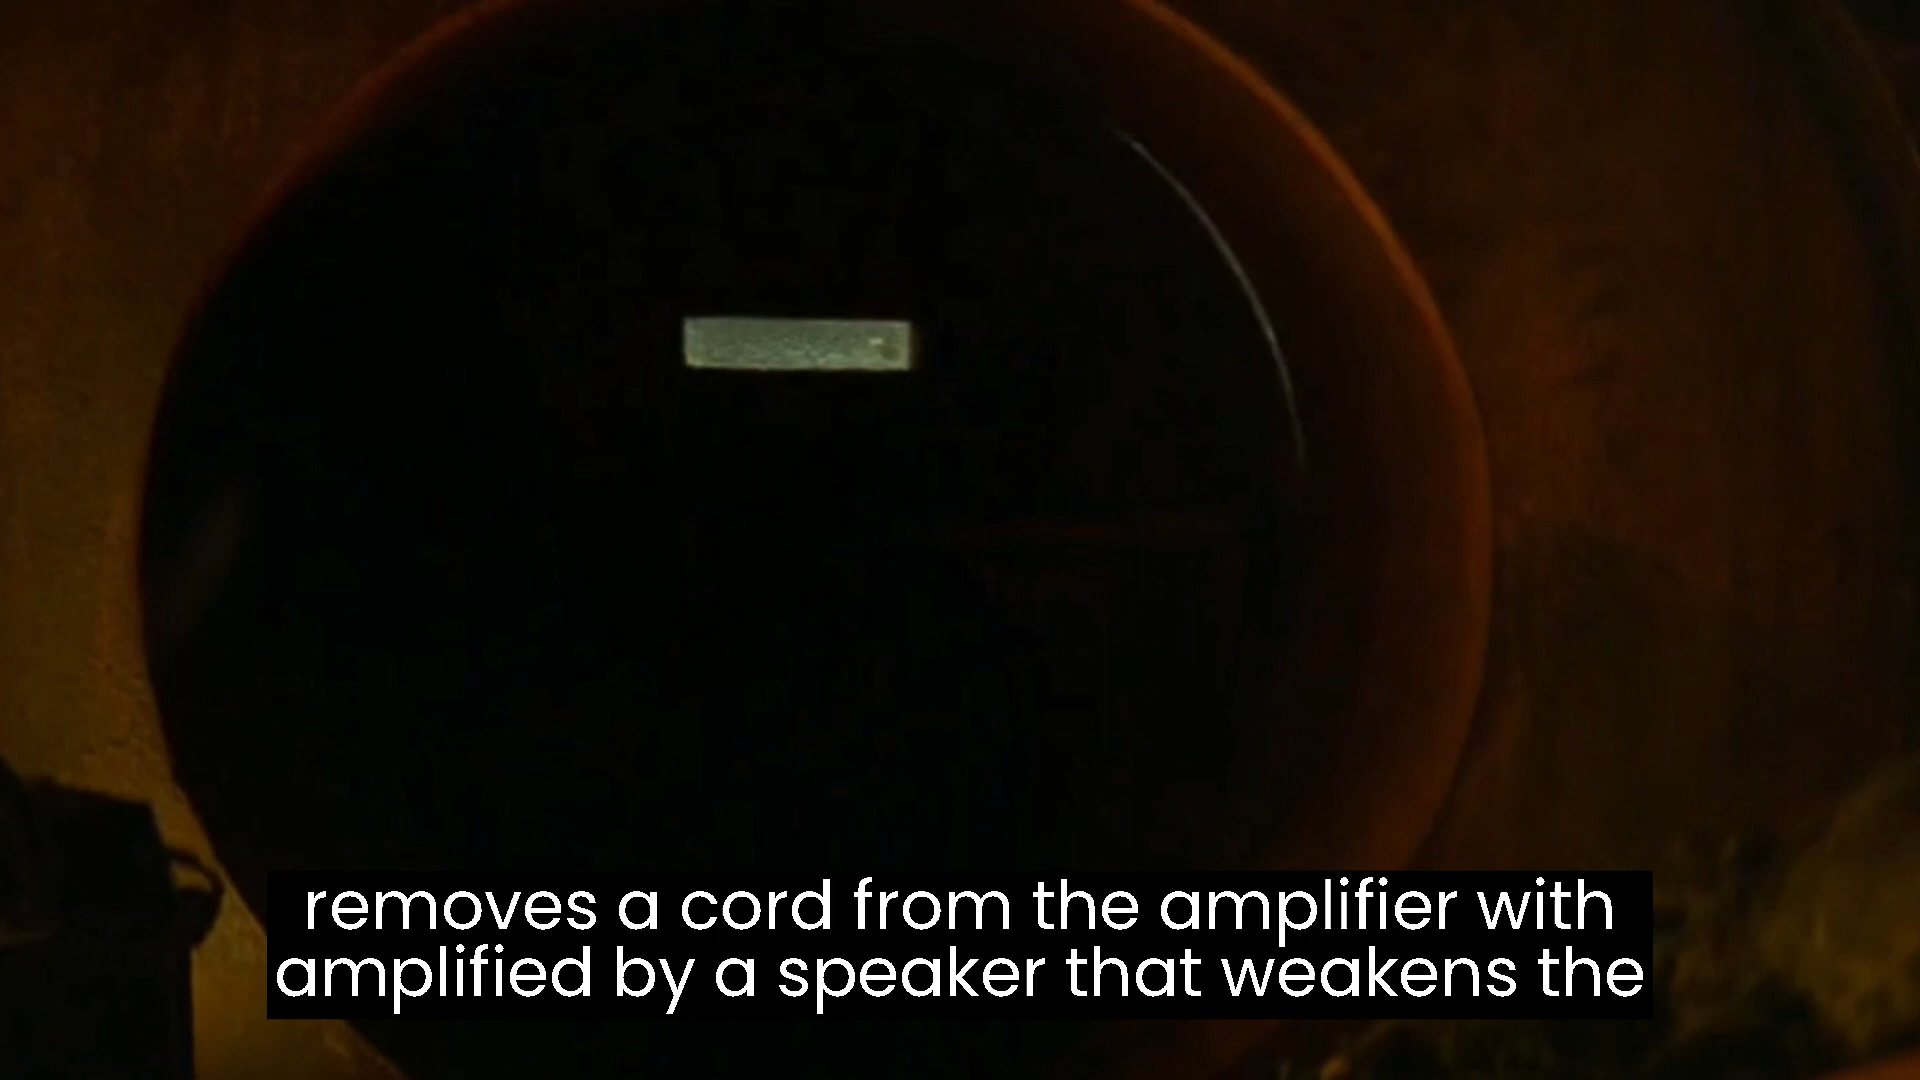 removes a cord from the amplifier with
amplified by a speaker that weakens the